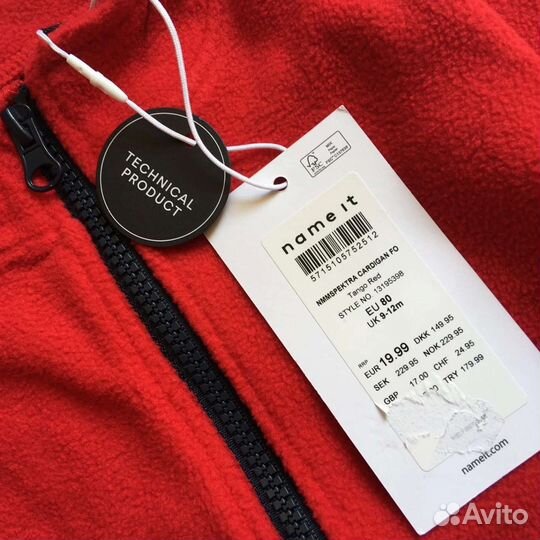 TECHNICAL
PRODUCT
MIX
FSC
name it
5715105752512
NMMSPEKTRA CARDIGAN FO
Tango Red
STYLE NO. 13195398
EU 80
UK 9-12m
RRP
EUR 19.99 DKK 149.95
SEK 229.95 NOK 229.95
GBP 17.00 CHF 24.95
TRY 179.99
nameit.com
Avito